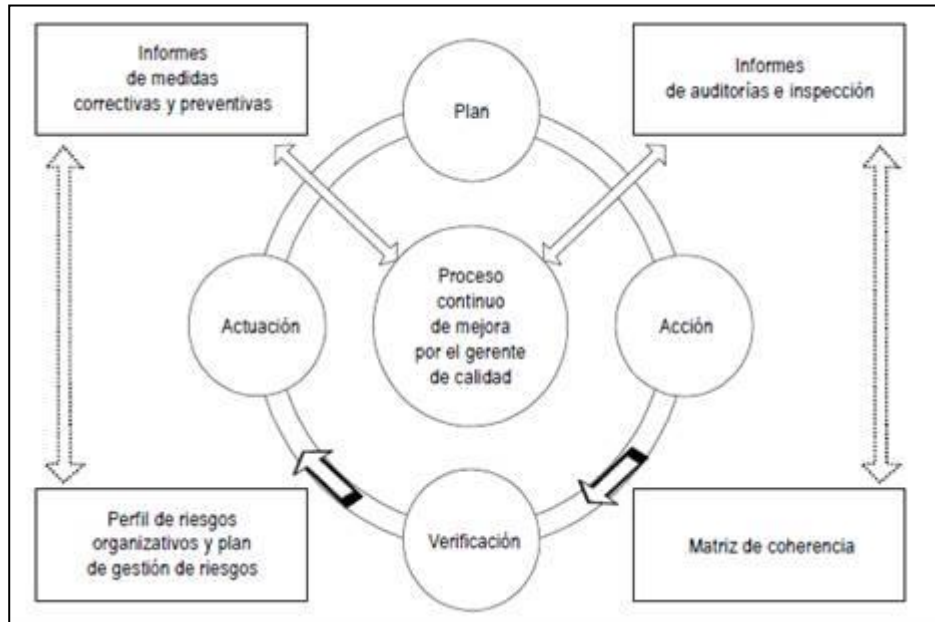 Informes
de medidas
correctivas y preventivas
Plan
Informes
de auditorías e inspección
Actuación
Proceso
continuo
de mejora
por el gerente
de calidad
Acción
Perfil de riesgos
organizativos y plan
de gestión de riesgos
Verificación
Matriz de coherencia